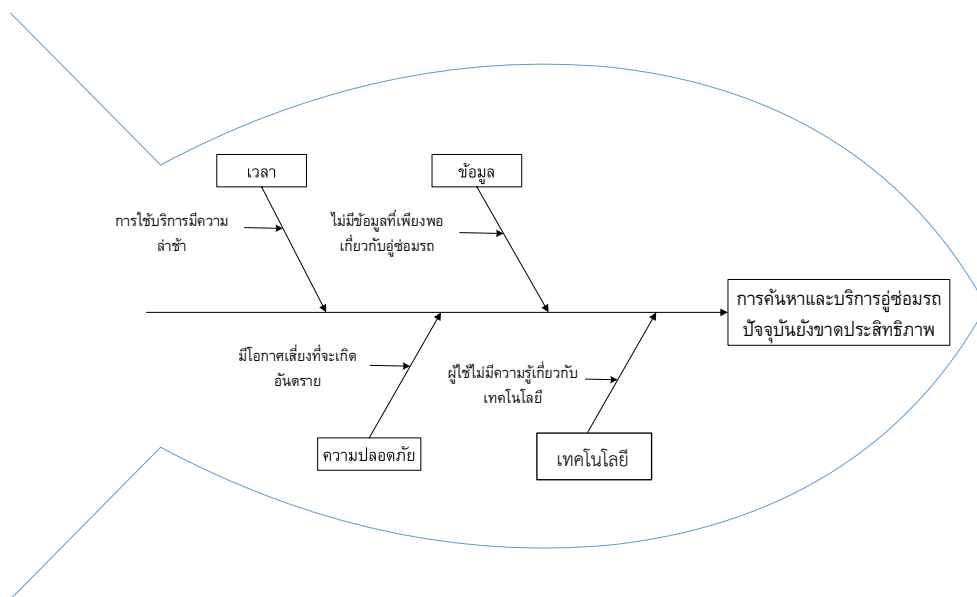 เวลา
ข้อมูล
การใช้บริการมีความ
ล่าช้า
ไม่มีข้อมูลที่เพียงพอ
เกี่ยวกับอู่ซ่อมรถ
การค้นหาและบริการอู่ซ่อมรถ
ปัจจุบันยังขาดประสิทธิภาพ
มีโอกาสเสี่ยงที่จะเกิด
อันตราย
ผู้ใช้ไม่มีความรู้เกี่ยวกับ
เทคโนโลยี
ความปลอดภัย
เทคโนโลยี